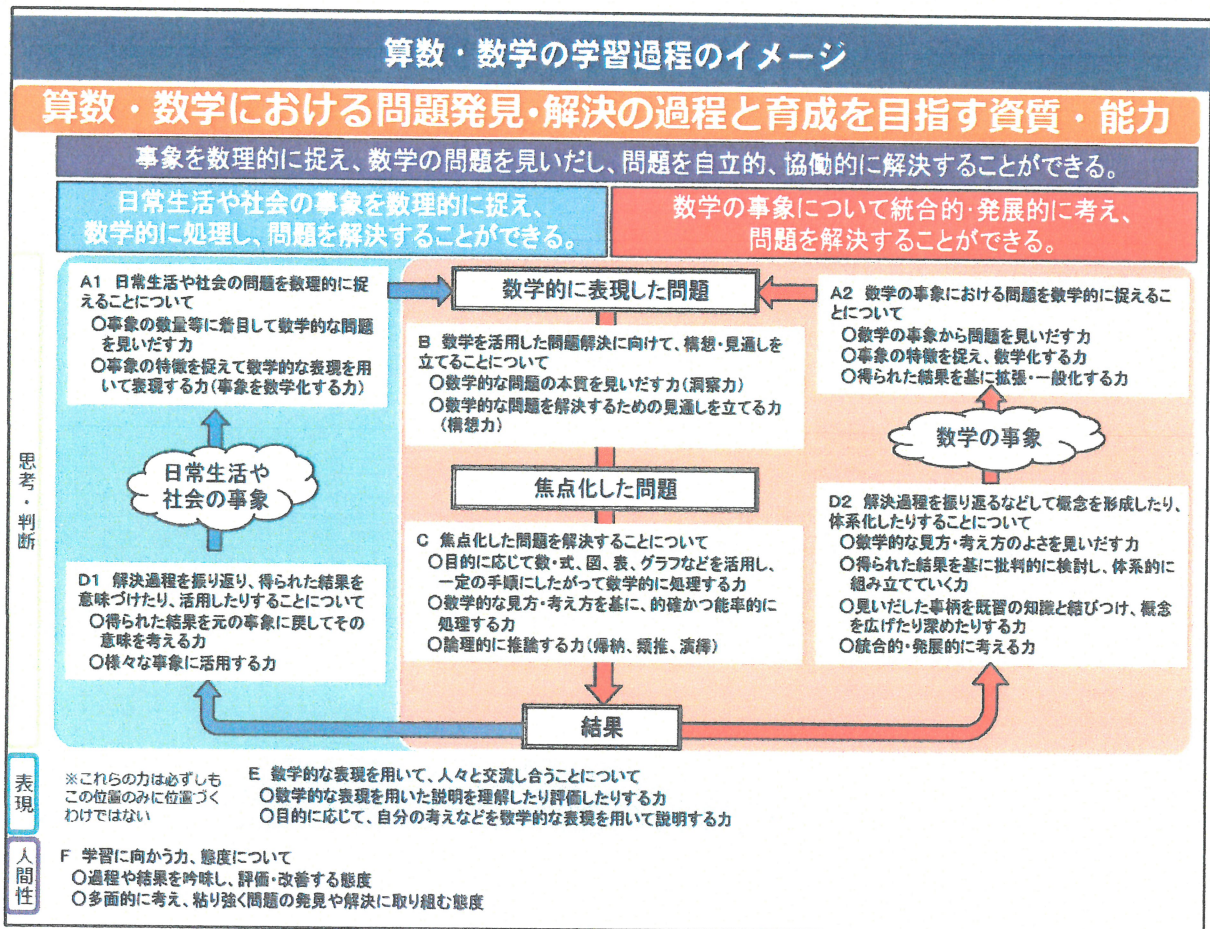 算数・数学の学習過程のイメージ
算数・数学における問題発見・解決の過程と育成を目指す資質・能力
事象を数理的に捉え、数学の問題を見いだし、問題を自立的、協働的に解決することができる。
日常生活や社会の事象を数理的に捉え、
数学的に処理し、問題を解決することができる。
数学の事象について統合的・発展的に考え、
問題を解決することができる。
思考・判断
A1 日常生活や社会の問題を数理的に捉
えることについて
○事象の数量等に着目して数学的な問題
を見いだす力
○事象の特徴を捉えて数学的な表現を用
いて表現する力(事象を数学化する力)
日常生活や
社会の事象
D1 解決過程を振り返り、得られた結果を
意味づけたり、活用したりすることについて
○得られた結果を元の事象に戻してその
意味を考える力
○様々な事象に活用する力
数学的に表現した問題
B 数学を活用した問題解決に向けて、構想・見通しを
立てることについて
○数学的な問題の本質を見いだす力(洞察力)
○数学的な問題を解決するための見通しを立てる力
(構想力)
焦点化した問題
C 焦点化した問題を解決することについて
○目的に応じて数・式、図、表、グラフなどを活用し、
一定の手順にしたがって数学的に処理する力
○数学的な見方・考え方を基に、的確かつ能率的に
処理する力
○論理的に推論する力(帰納、類推、演繹)
結果
A2 数学の事象における問題を数学的に捉えるこ
とについて
○数学の事象から問題を見いだす力
○事象の特徴を捉え、数学化する力
○得られた結果を基に拡張・一般化する力
数学の事象
D2 解決過程を振り返るなどして概念を形成したり、
体系化したりすることについて
○数学的な見方・考え方のよさを見いだす力
○得られた結果を基に批判的に検討し、体系的に
組み立てていく力
○見いだした事柄を既習の知識と結びつけ、概念
を広げたり深めたりする力
○統合的・発展的に考える力
表現
※これらの力は必ずしも
この位置のみに位置づく
わけではない
E 数学的な表現を用いて、人々と交流し合うことについて
○数学的な表現を用いた説明を理解したり評価したりする力
○目的に応じて、自分の考えなどを数学的な表現を用いて説明する力
人間性
F 学習に向かう力、態度について
○過程や結果を吟味し、評価・改善する態度
○多面的に考え、粘り強く問題の発見や解決に取り組む態度